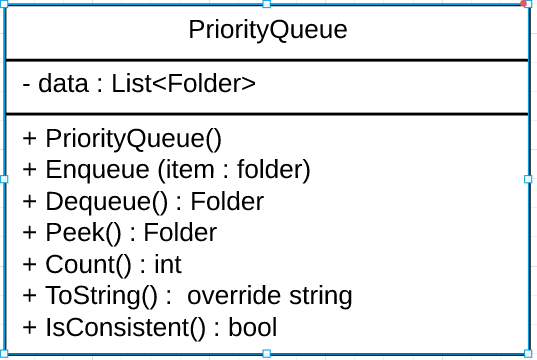 PriorityQueue
- data : List<Folder>
+ PriorityQueue()
+ Enqueue (item : folder)
+ Dequeue() : Folder
+ Peek() : Folder
+ Count() : int
+ ToString() :  override string
+ IsConsistent() : bool